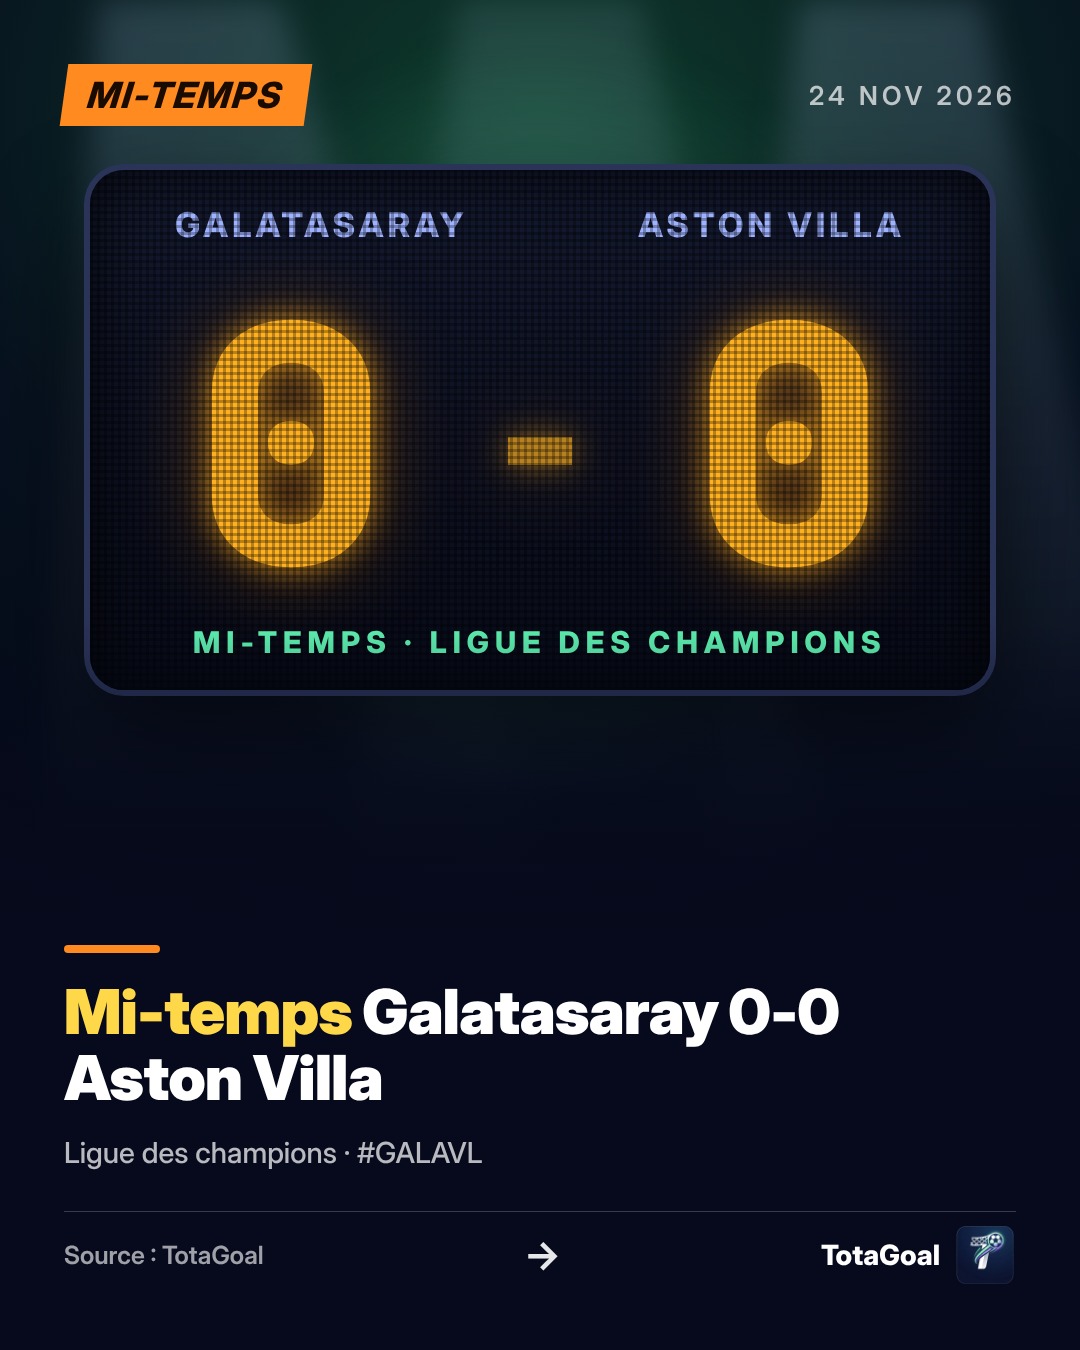 MI-TEMPS
24 NOV 2026
GALATASARAY
ASTON VILLA
0 - 0
MI-TEMPS · LIGUE DES CHAMPIONS
Mi-temps Galatasaray 0-0
Aston Villa
Ligue des champions · #GALAVL
Source : TotaGoal
→
TotaGoal